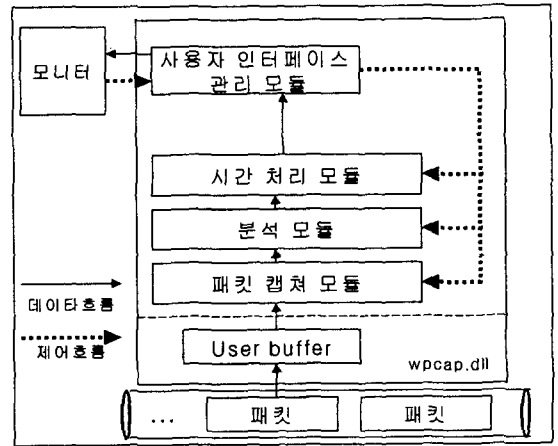 모니터
사용자 인터페이스
관리 모듈
시간 처리 모듈
분석 모듈
패킷 캡쳐 모듈
데이타흐름
제어흐름
User buffer
wpcap.dll
...
패킷
패킷